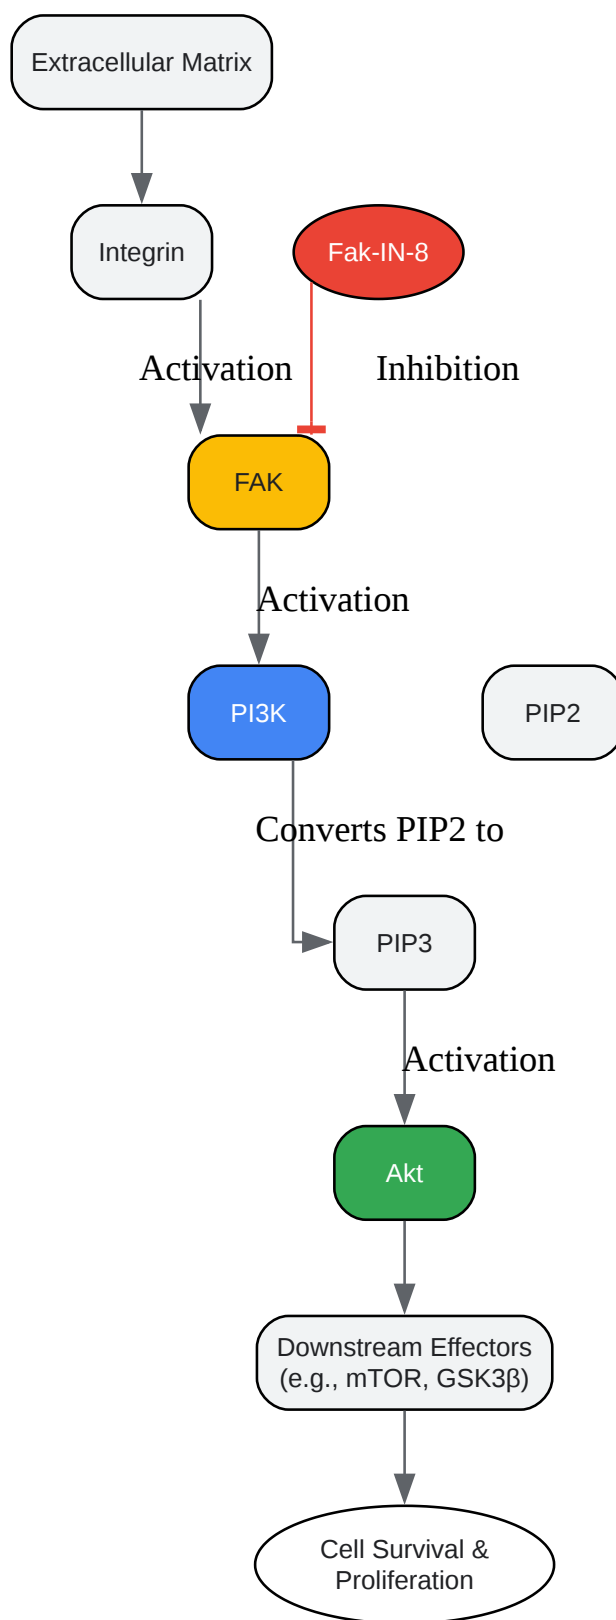 Extracellular Matrix
Integrin
Fak-IN-8
Activation
Inhibition
FAK
Activation
PI3K
PIP2
Converts PIP2 to
PIP3
Activation
Akt
Downstream Effectors
(e.g., mTOR, GSK3β)
Cell Survival &
Proliferation